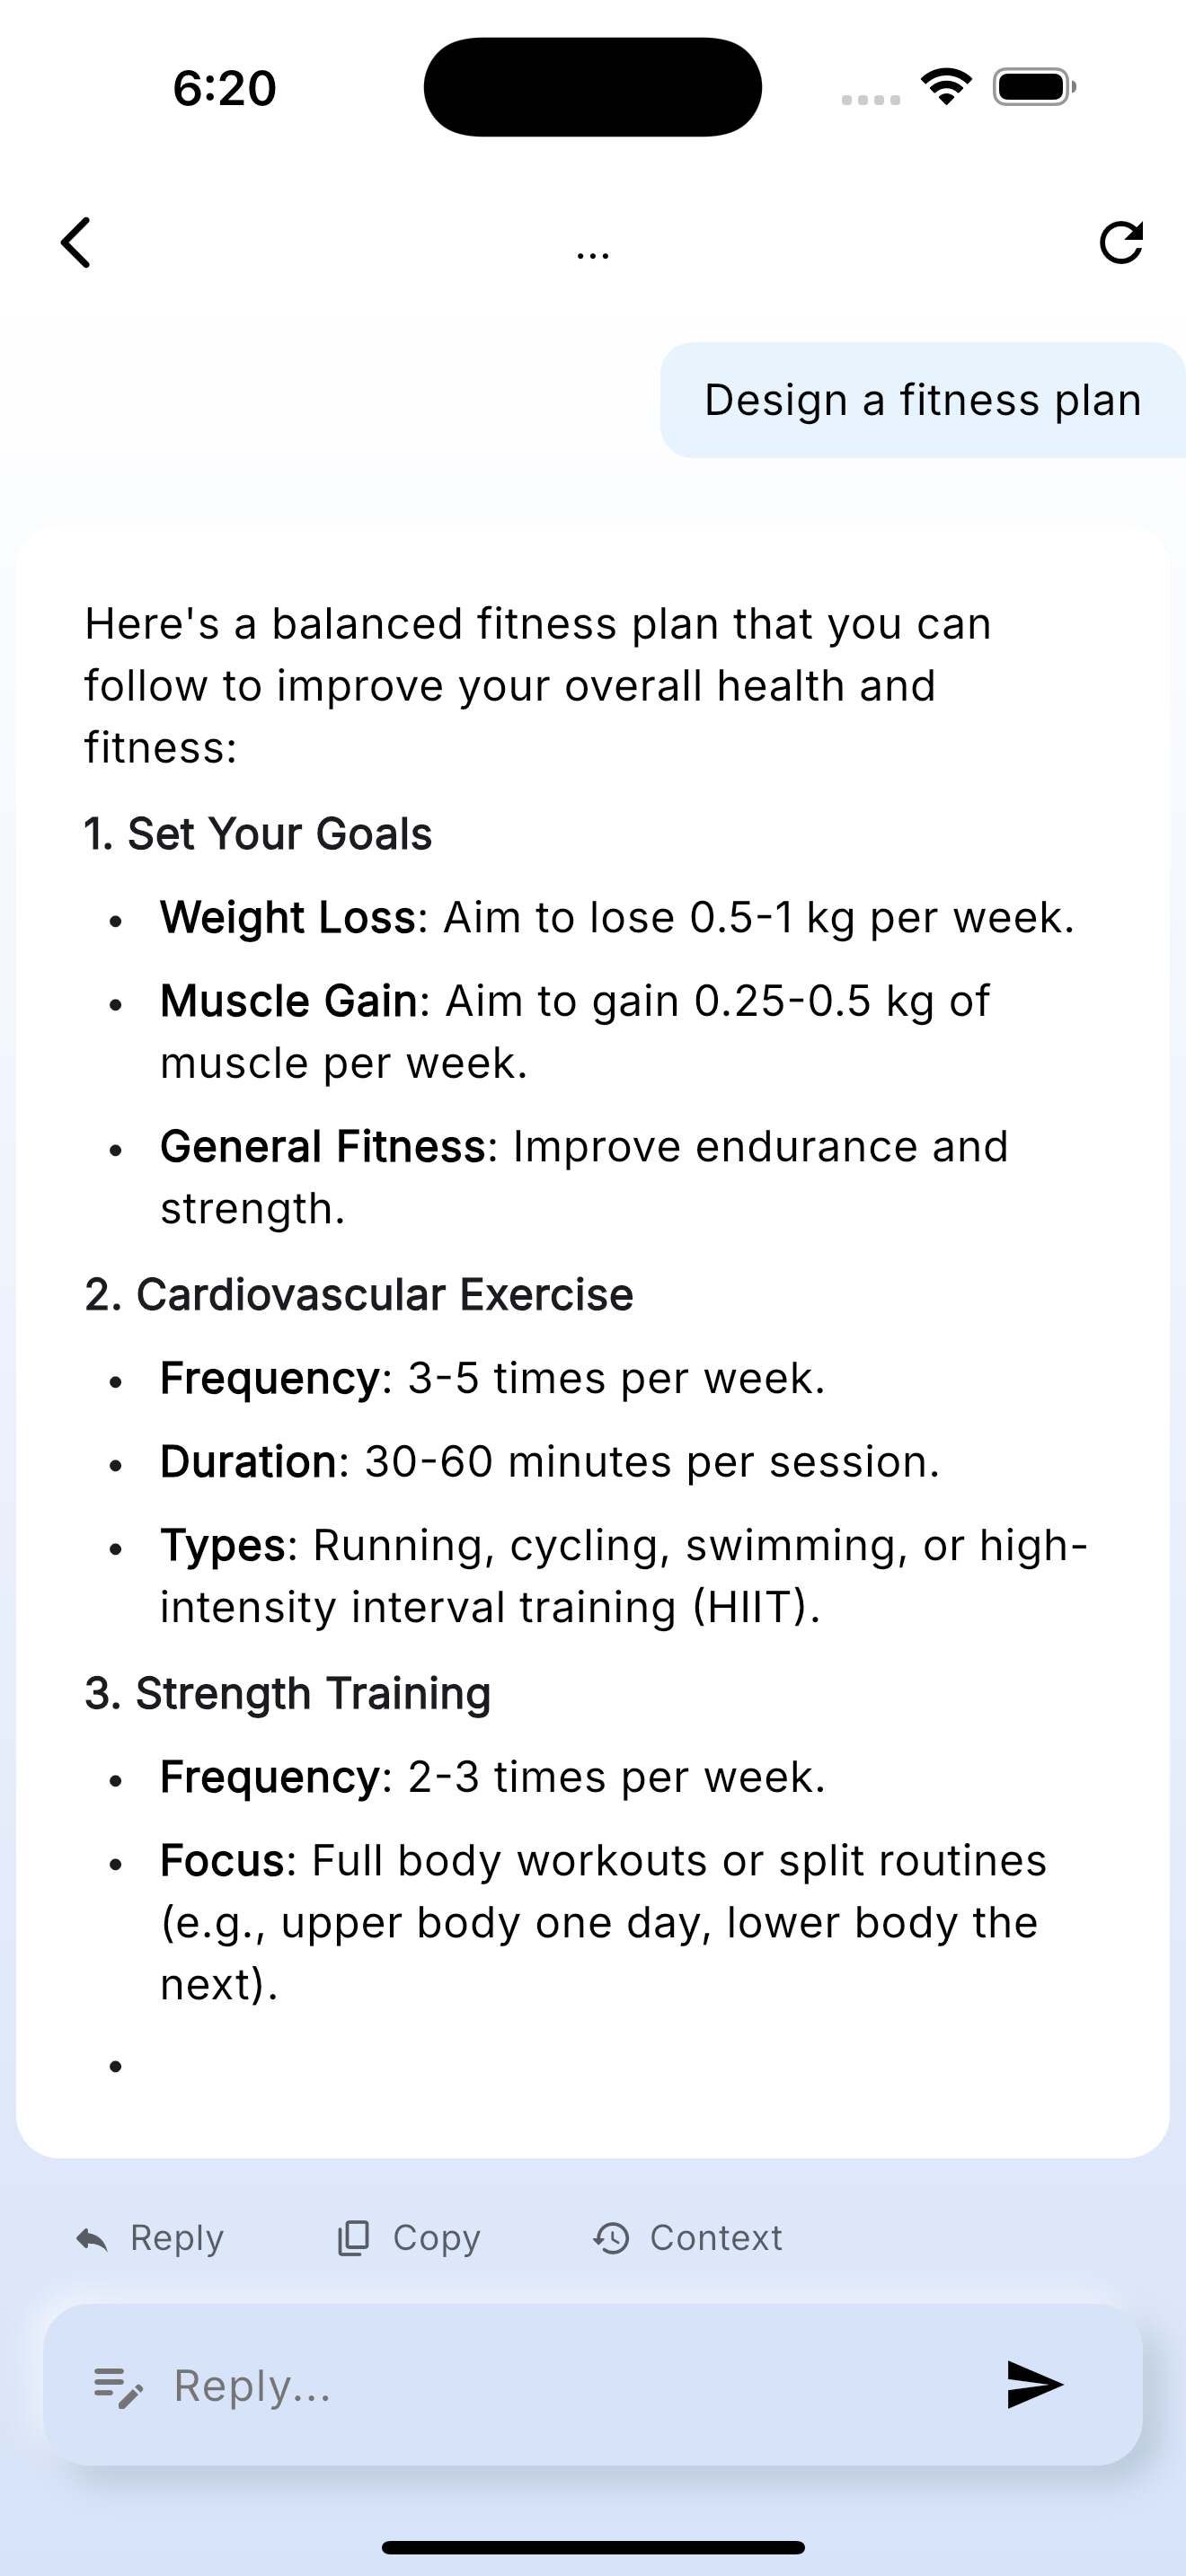 6:20
...
Design a fitness plan
Here's a balanced fitness plan that you can
follow to improve your overall health and
fitness:
1. Set Your Goals
• Weight Loss: Aim to lose 0.5-1 kg per week.
• Muscle Gain: Aim to gain 0.25-0.5 kg of
muscle per week.
• General Fitness: Improve endurance and
strength.
2. Cardiovascular Exercise
• Frequency: 3-5 times per week.
• Duration: 30-60 minutes per session.
• Types: Running, cycling, swimming, or high-
intensity interval training (HIIT).
3. Strength Training
• Frequency: 2-3 times per week.
• Focus: Full body workouts or split routines
(e.g., upper body one day, lower body the
next).
•
Reply Copy Context
Reply...